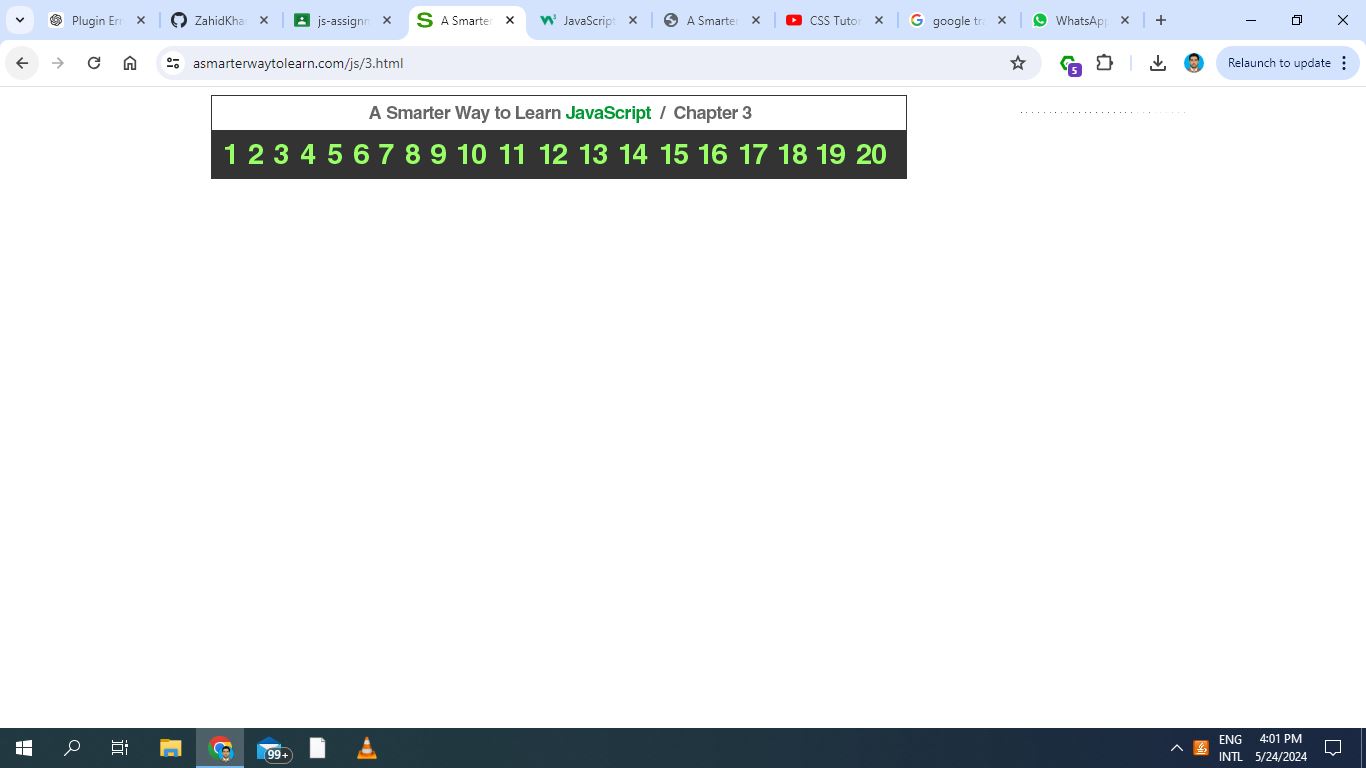 Plugin Err
ZahidKha
js-assignm
A Smarter
JavaScript
A Smarter
CSS Tutor
google tra
WhatsApp
asmarterwaytolearn.com/js/3.html
5
Relaunch to update
A Smarter Way to Learn JavaScript / Chapter 3
1 2 3 4 5 6 7 8 9 10 11 12 13 14 15 16 17 18 19 20
99+
ENG
INTL
4:01 PM
5/24/2024